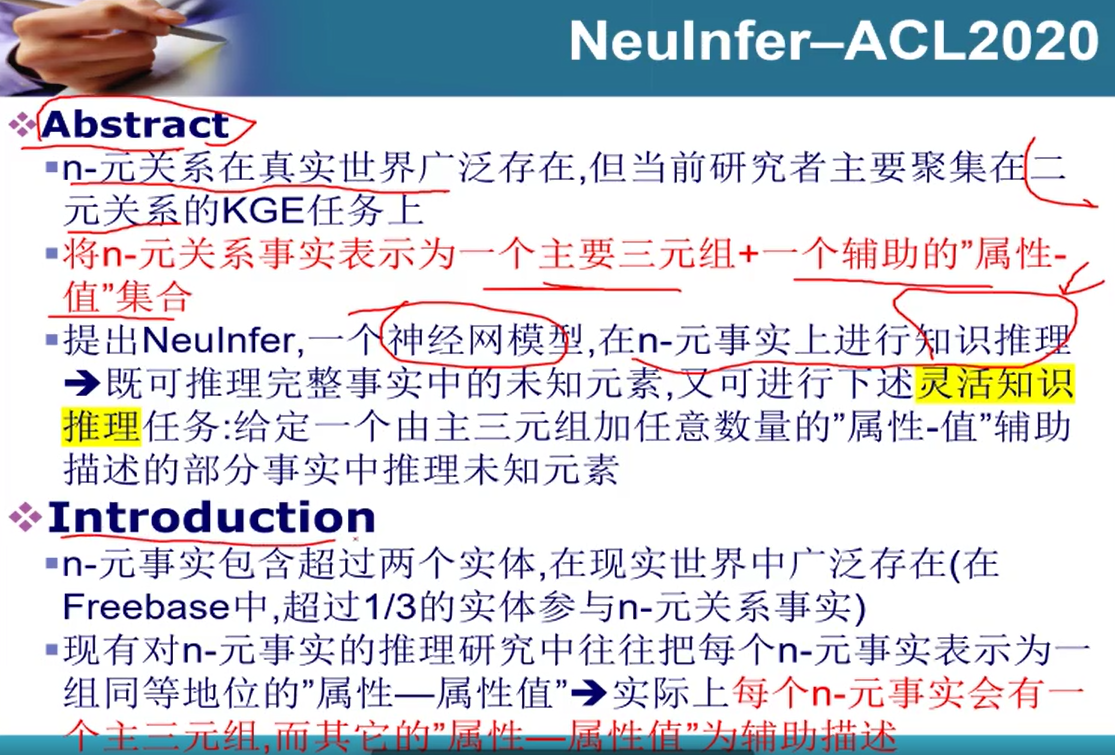 NeuInfer–ACL2020
Abstract
n-元关系在真实世界广泛存在,但当前研究者主要聚集在二
元关系的KGE任务上
将n-元关系事实表示为一个主要三元组+一个辅助的”属性-
值”集合
提出NeuInfer,一个神经网模型,在n-元事实上进行知识推理
➔既可推理完整事实中的未知元素,又可进行下述灵活知识
推理任务:给定一个由主三元组加任意数量的”属性-值”辅助
描述的部分事实中推理未知元素
Introduction
n-元事实包含超过两个实体,在现实世界中广泛存在(在
Freebase中,超过1/3的实体参与n-元关系事实)
现有对n-元事实的推理研究中往往把每个n-元事实表示为一
组同等地位的”属性—属性值”➔实际上每个n-元事实会有一
个主三元组,而其它的”属性—属性值”为辅助描述